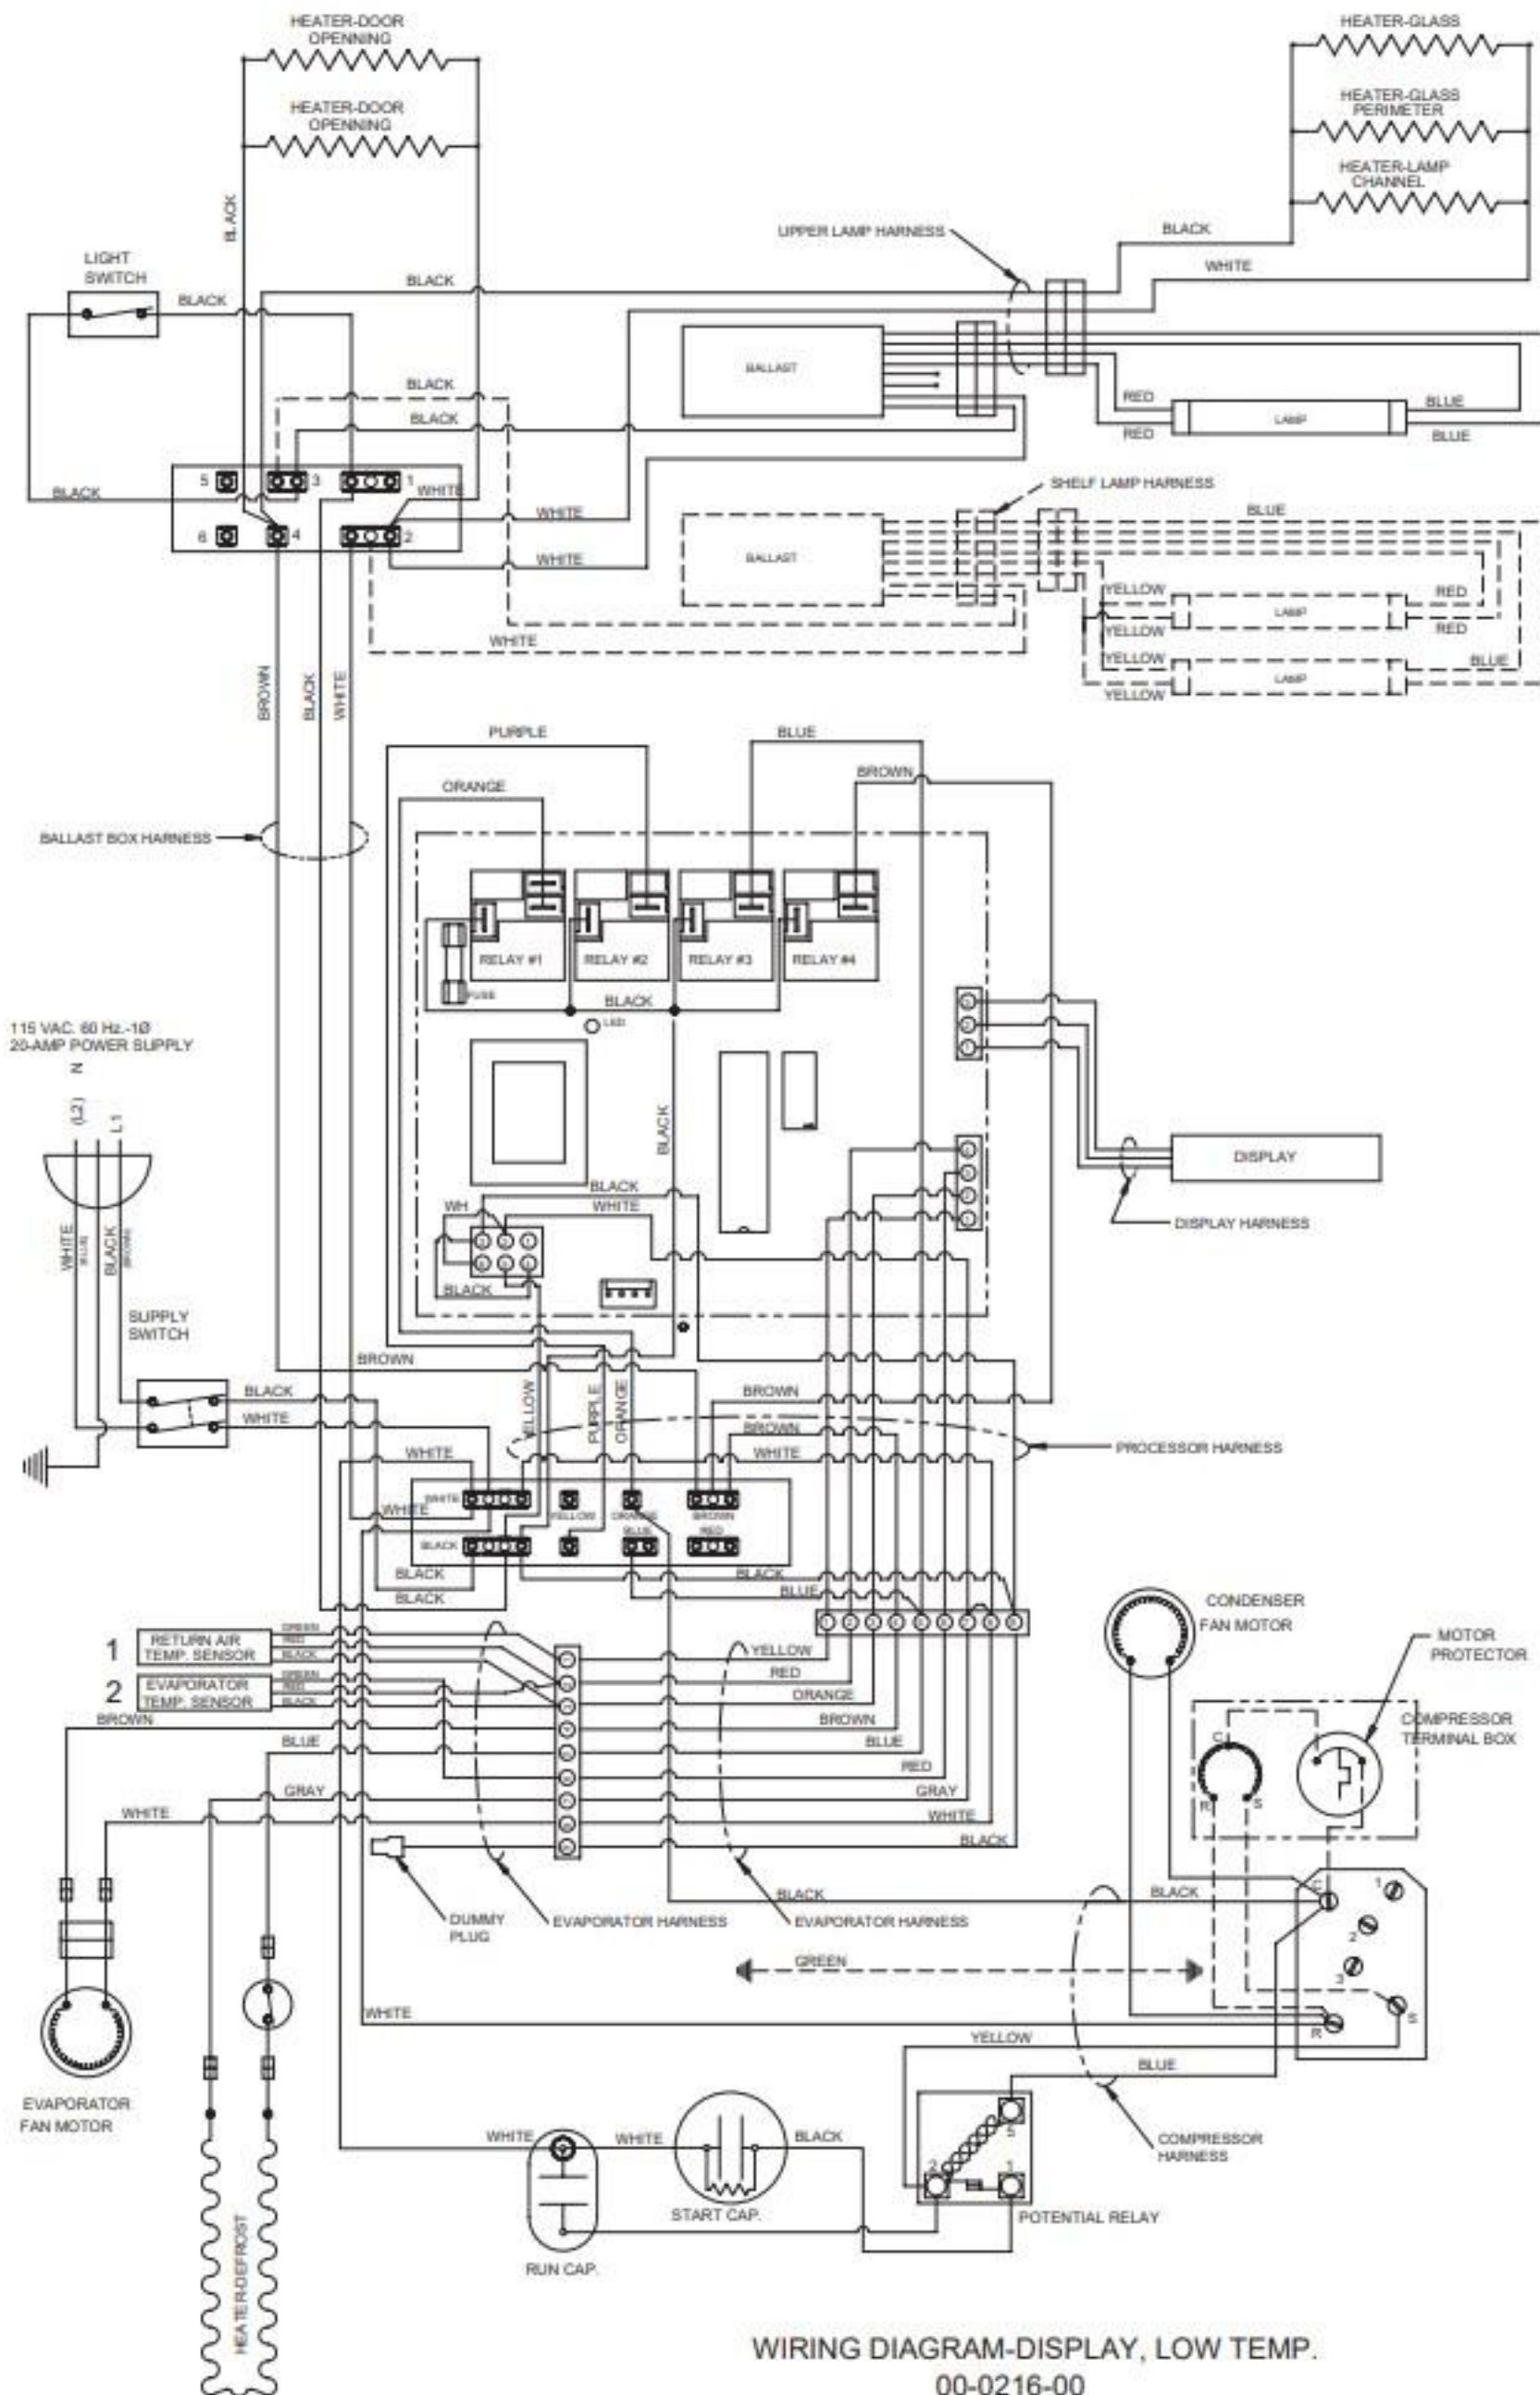 HEATER-DOOR
OPENNING
HEATER-DOOR
OPENNING
HEATER-GLASS
HEATER-GLASS
PERIMETER
HEATER-LAMP
CHANNEL
BLACK
UPPER LAMP HARNESS
BLACK
WHITE
LIGHT
SWITCH
BLACK
BLACK
BALLAST
BLACK
BLACK
RED
RED
LAMP
BLUE
BLUE
BLACK
5
3
1
WHITE
6
4
2
WHITE
WHITE
SHELF LAMP HARNESS
BLUE
BALLAST
YELLOW
YELLOW
LAMP
RED
RED
WHITE
YELLOW
YELLOW
LAMP
BLUE
BROWN
BLACK
WHITE
PURPLE
BLUE
ORANGE
BROWN
BALLAST BOX HARNESS
RELAY #1
RELAY #2
RELAY #3
RELAY #4
FUSE
BLACK
LED
115 VAC. 60 Hz.-1Ø
20-AMP POWER SUPPLY
(L2) N
L1
BLACK
DISPLAY
DISPLAY HARNESS
BLACK
WH
WHITE
BLACK
WHITE
(BLUE)
BLACK
(BROWN)
SUPPLY
SWITCH
BROWN
BLACK
WHITE
YELLOW
PURPLE
ORANGE
BROWN
BROWN
WHITE
WHITE
PROCESSOR HARNESS
WHITE
WHITE
YELLOW
ORANGE
BROWN
BLUE
RED
BLACK
BLACK
BLACK
BLACK
BLUE
1
RETURN AIR
TEMP. SENSOR
GREEN
RED
BLACK
2
EVAPORATOR
TEMP. SENSOR
GREEN
RED
BLACK
YELLOW
RED
ORANGE
BROWN
BROWN
BLUE
BLUE
RED
GRAY
GRAY
WHITE
WHITE
BLACK
CONDENSER
FAN MOTOR
MOTOR
PROTECTOR
COMPRESSOR
TERMINAL BOX
C
R
S
DUMMY
PLUG
EVAPORATOR HARNESS
EVAPORATOR HARNESS
BLACK
BLACK
C
1
2
3
S
R
GREEN
WHITE
YELLOW
BLUE
EVAPORATOR
FAN MOTOR
COMPRESSOR
HARNESS
WHITE
WHITE
BLACK
5
2
1
START CAP.
POTENTIAL RELAY
RUN CAP.
HEATER-DEFROST
WIRING DIAGRAM-DISPLAY, LOW TEMP.
00-0216-00